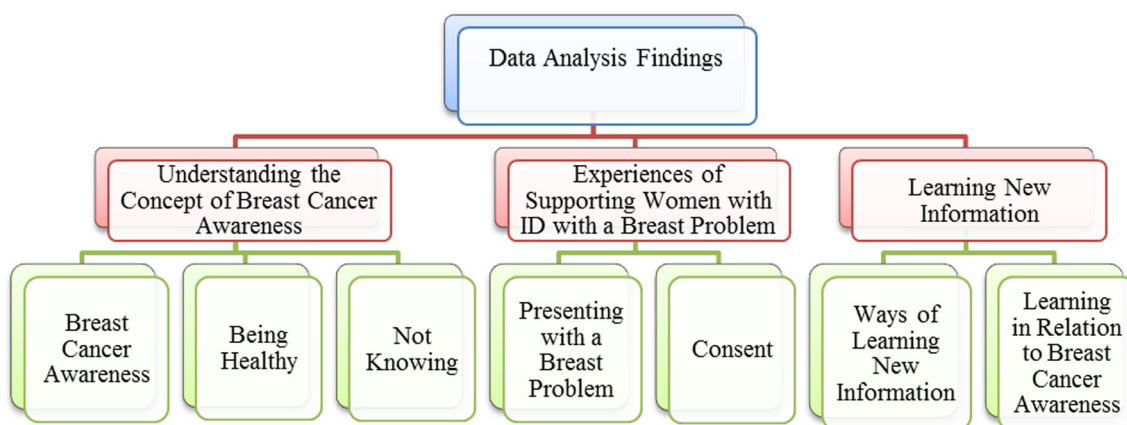 Data Analysis Findings
Understanding the
Concept of Breast Cancer
Awareness
Experiences of
Supporting Women with
ID with a Breast Problem
Learning New
Information
Breast
Cancer
Awareness
Being
Healthy
Not
Knowing
Presenting
with a
Breast
Problem
Consent
Ways of
Learning
New
Information
Learning
in Relation
to Breast
Cancer
Awareness